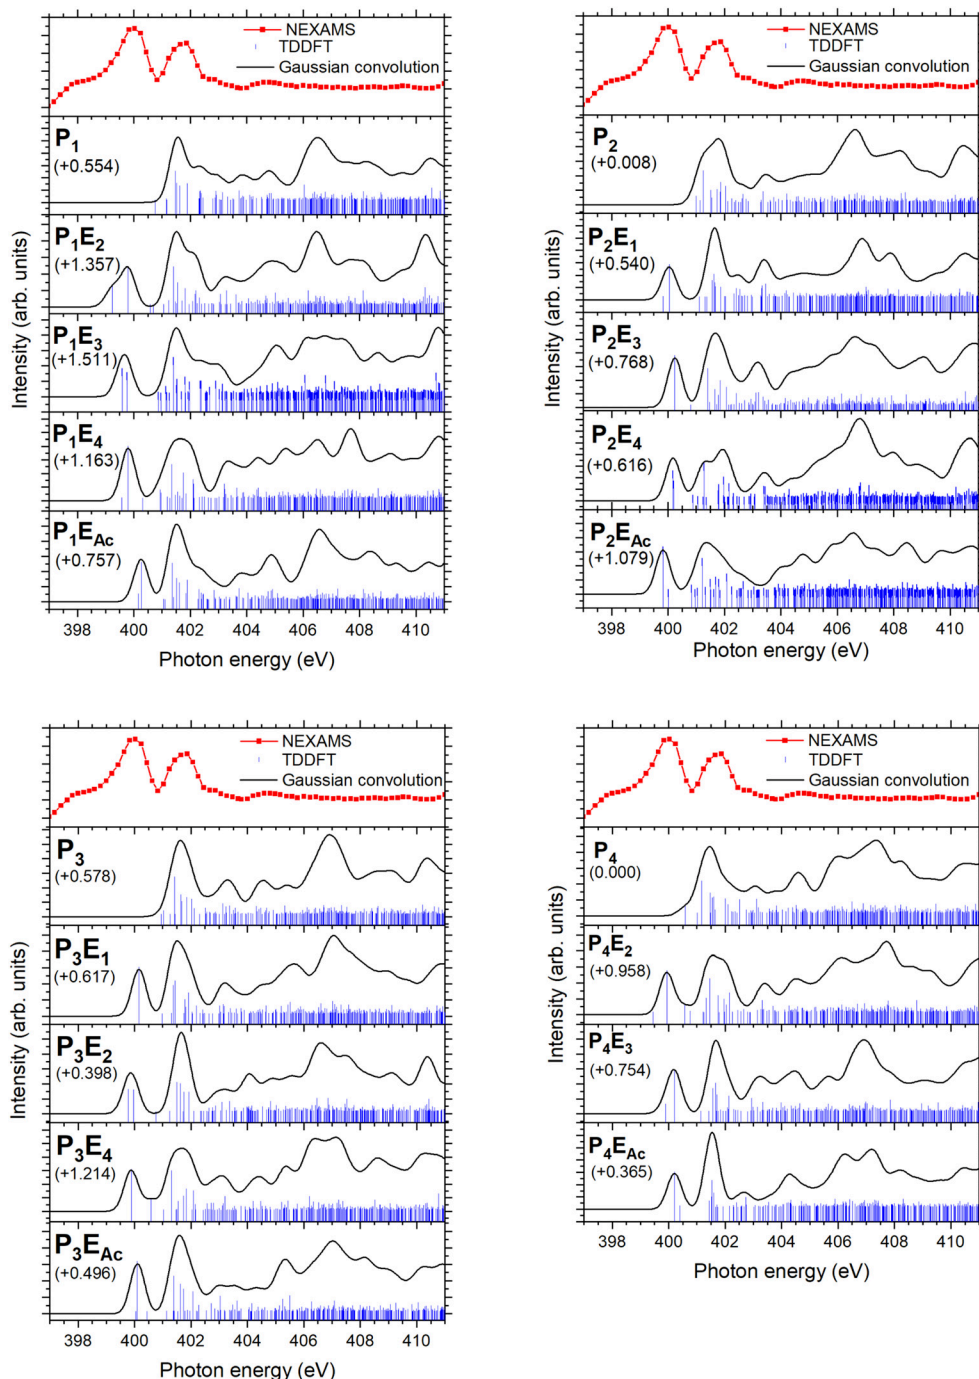 NEXAMS
TDDFT
Gaussian convolution
P1
(+0.554)
P1E2
(+1.357)
P1E3
(+1.511)
P1E4
(+1.163)
P1EAc
(+0.757)
Intensity (arb. units)
398 400 402 404 406 408 410
Photon energy (eV)
NEXAMS
TDDFT
Gaussian convolution
P2
(+0.008)
P2E1
(+0.540)
P2E3
(+0.768)
P2E4
(+0.616)
P2EAc
(+1.079)
Intensity (arb. units)
398 400 402 404 406 408 410
Photon energy (eV)
NEXAMS
TDDFT
Gaussian convolution
P3
(+0.578)
P3E1
(+0.617)
P3E2
(+0.398)
P3E4
(+1.214)
P3EAc
(+0.496)
Intensity (arb. units)
398 400 402 404 406 408 410
Photon energy (eV)
NEXAMS
TDDFT
Gaussian convolution
P4
(0.000)
P4E2
(+0.958)
P4E3
(+0.754)
P4EAc
(+0.365)
Intensity (arb. units)
398 400 402 404 406 408 410
Photon energy (eV)